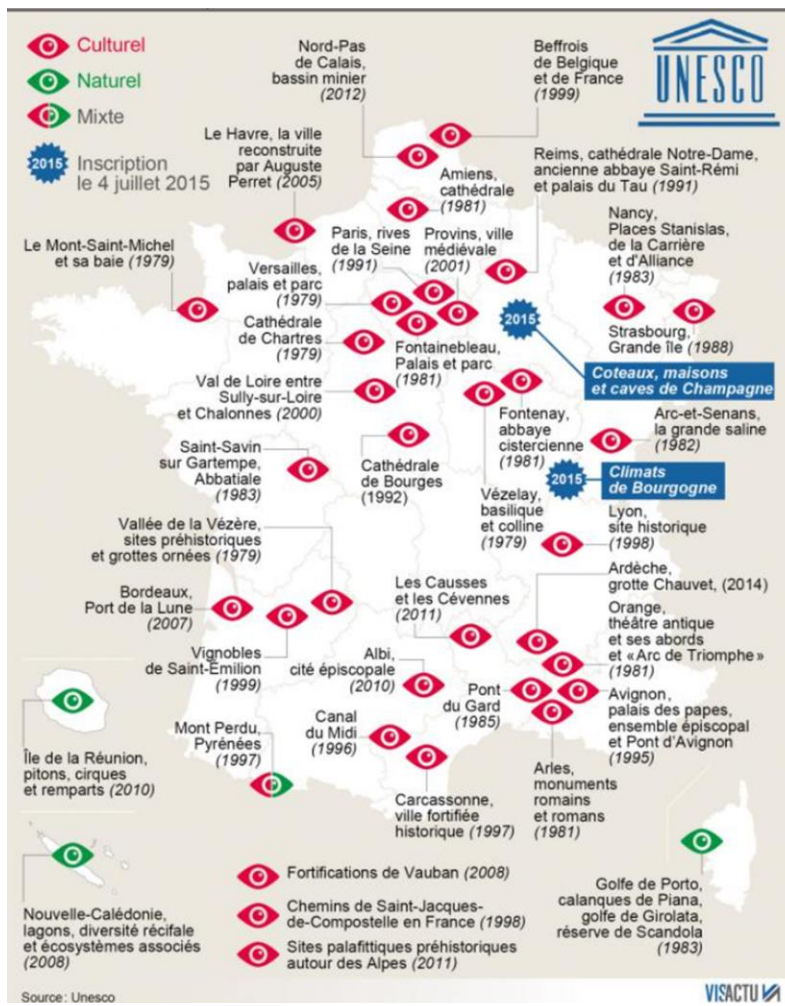 Culturel
Naturel
Mixte
2015
Inscription
le 4 juillet 2015
Nord-Pas
de Calais,
bassin minier
(2012)
Beffrois
de Belgique
et de France
(1999)
UNESCO
Le Havre, la ville
reconstruite
par Auguste
Perret (2005)
Amiens,
cathédrale
(1981)
Reims, cathédrale Notre-Dame,
ancienne abbaye Saint-Rémi
et palais du Tau (1991)
Le Mont-Saint-Michel
et sa baie (1979)
Paris, rives
de la Seine
(1991)
Provins, ville
médiévale
(2001)
Nancy,
Places Stanislas,
de la Carrière
et d'Alliance
(1983)
Versailles,
palais et parc
(1979)
Cathédrale
de Chartres
(1979)
Fontainebleau,
Palais et parc
(1981)
2015
Strasbourg,
Grande île (1988)
Coteaux, maisons
et caves de Champagne
Val de Loire entre
Sully-sur-Loire
et Chalonnes (2000)
Fontenay,
abbaye
cistercienne
(1981)
Arc-et-Senans,
la grande saline
(1982)
Saint-Savin
sur Gartempe,
Abbatiale
(1983)
Cathédrale
de Bourges
(1992)
2015
Climats
de Bourgogne
Vézelay,
basilique
et colline
(1979)
Lyon,
site historique
(1998)
Vallée de la Vézère,
sites préhistoriques
et grottes ornées (1979)
Bordeaux,
Port de la Lune
(2007)
Les Causses
et les Cévennes
(2011)
Ardèche,
grotte Chauvet, (2014)
Orange,
théâtre antique
et ses abords
et « Arc de Triomphe »
(1981)
Vignobles
de Saint-Émilion
(1999)
Albi,
cité épiscopale
(2010)
Pont
du Gard
(1985)
Avignon,
palais des papes,
ensemble épiscopal
et Pont d'Avignon
(1995)
Île de la Réunion,
pitons, cirques
et remparts (2010)
Mont Perdu,
Pyrénées
(1997)
Canal
du Midi
(1996)
Carcassonne,
ville fortifiée
historique (1997)
Arles,
monuments
romains
et romans
(1981)
Nouvelle-Calédonie,
lagons, diversité récifale
et écosystèmes associés
(2008)
Fortifications de Vauban (2008)
Chemins de Saint-Jacques-
de-Compostelle en France (1998)
Sites palafittiques préhistoriques
autour des Alpes (2011)
Golfe de Porto,
calanques de Piana,
golfe de Girolata,
réserve de Scandola
(1983)
Source : Unesco
VISACTU